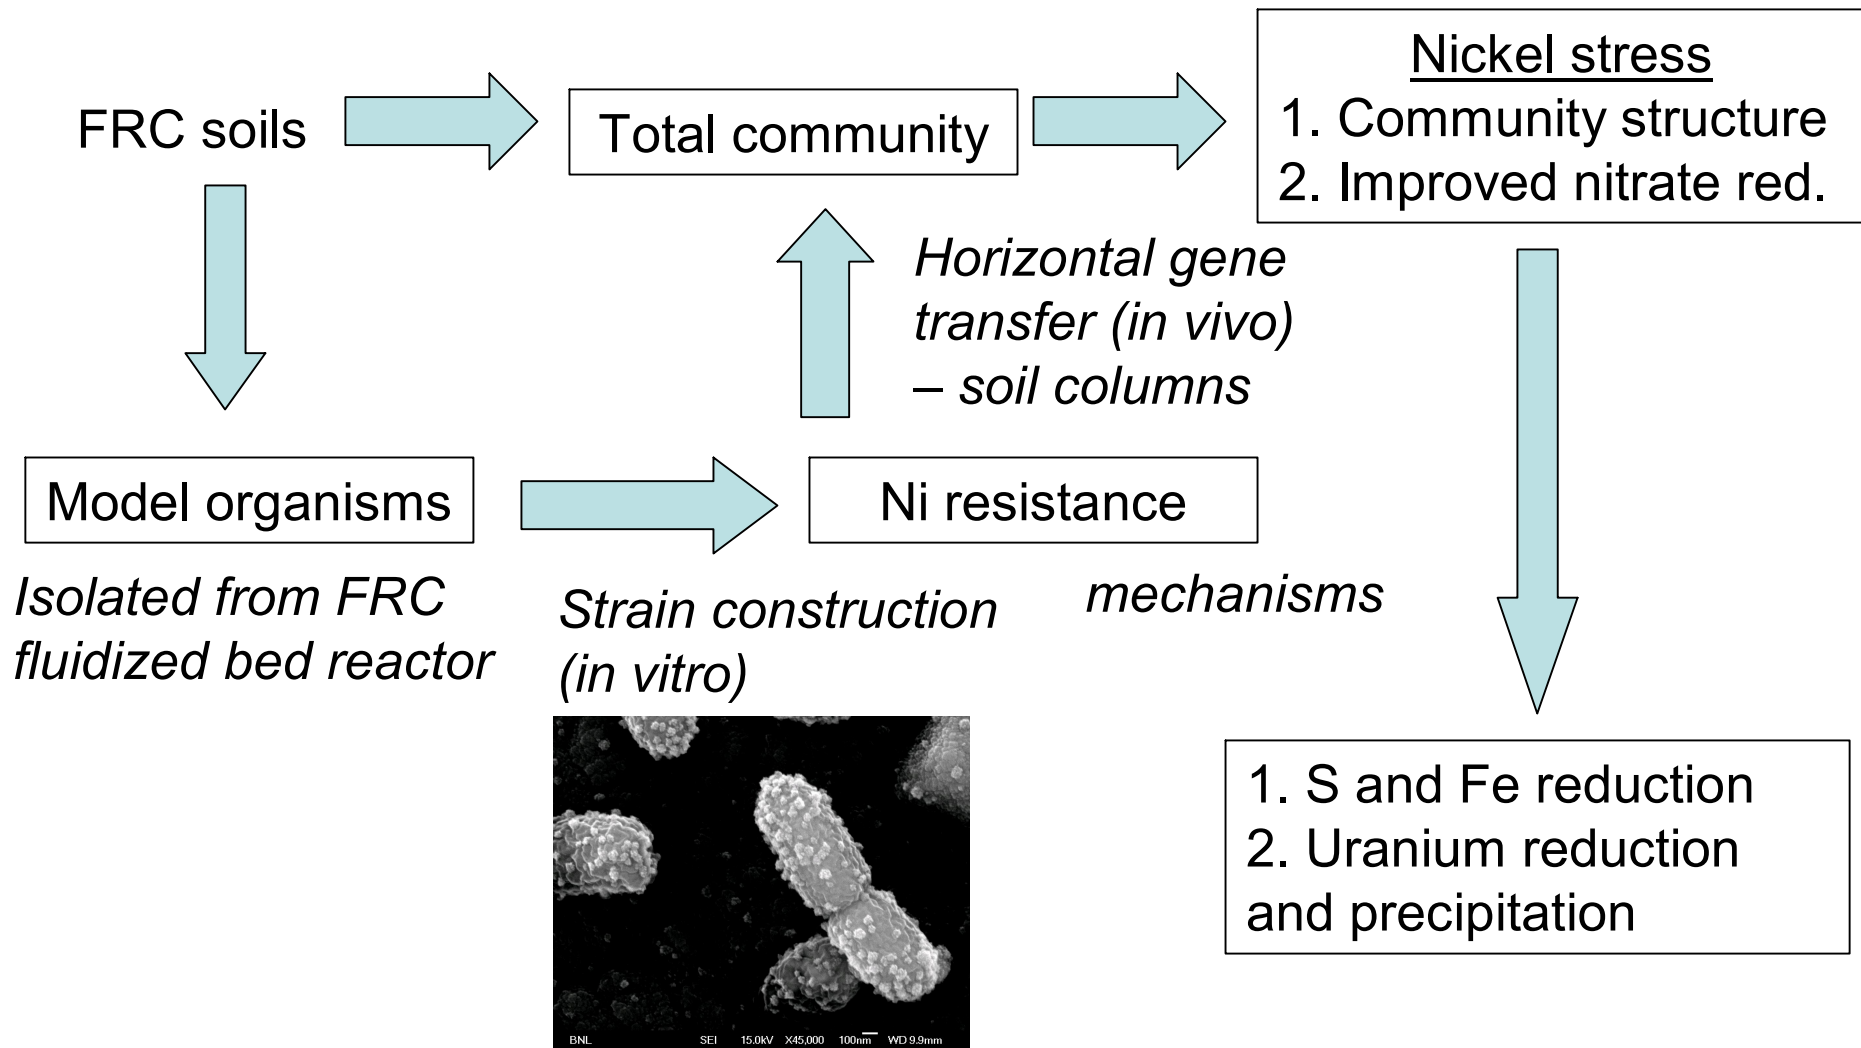 FRC soils
Total community
Nickel stress
1. Community structure
2. Improved nitrate red.
Horizontal gene
transfer (in vivo)
– soil columns
Model organisms
Ni resistance
Isolated from FRC
fluidized bed reactor
Strain construction
(in vitro)
mechanisms
1. S and Fe reduction
2. Uranium reduction
and precipitation
BNL SEI 15.0kV X45,000 100nm WD 9.9mm